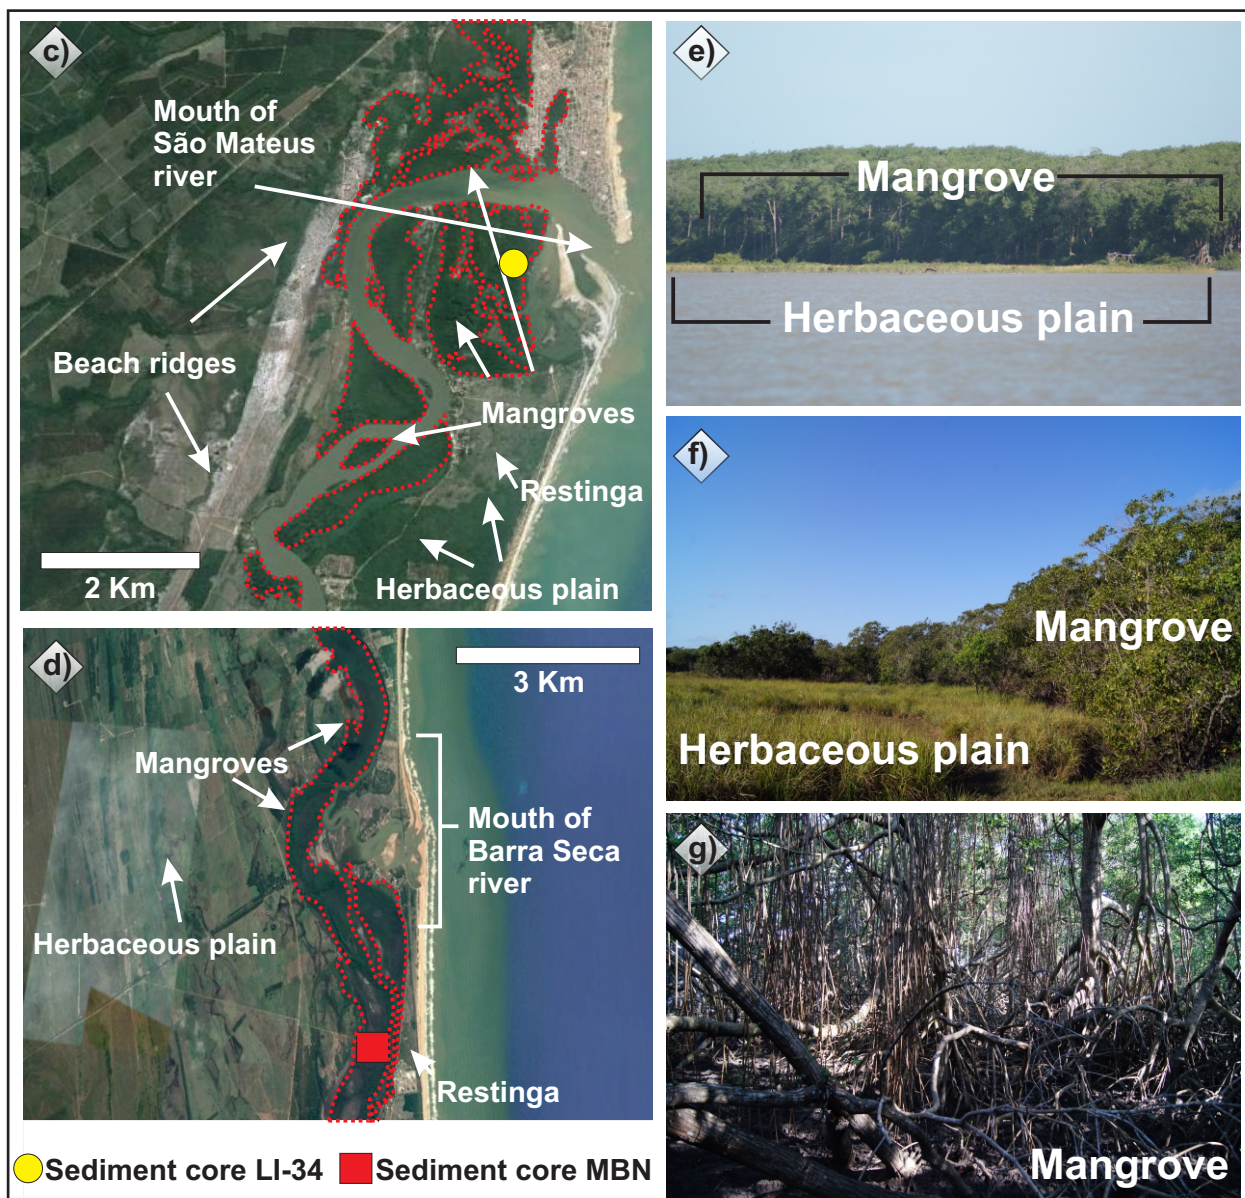 c)
Mouth of
São Mateus
river
Beach ridges
Mangroves
Restinga
Herbaceous plain
2 Km
d)
3 Km
Mangroves
Mouth of
Barra Seca
river
Herbaceous plain
Restinga
Sediment core LI-34
Sediment core MBN
e)
Mangrove
Herbaceous plain
f)
Mangrove
Herbaceous plain
g)
Mangrove